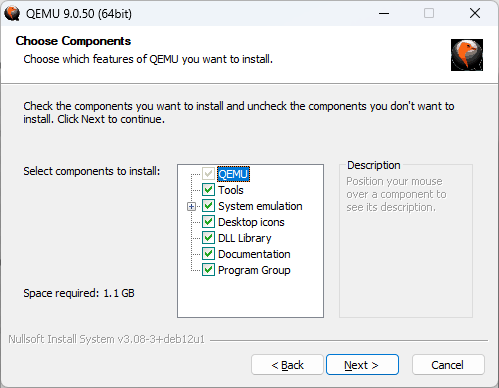 QEMU 9.0.50 (64bit)
Choose Components
Choose which features of QEMU you want to install.
Check the components you want to install and uncheck the components you don't want to
install. Click Next to continue.
Select components to install:
QEMU
Tools
System emulation
Desktop icons
DLL Library
Documentation
Program Group
Description
Position your mouse
over a component to
see its description.
Space required: 1.1 GB
Nullsoft Install System v3.08-3+deb12u1
< Back
Next >
Cancel